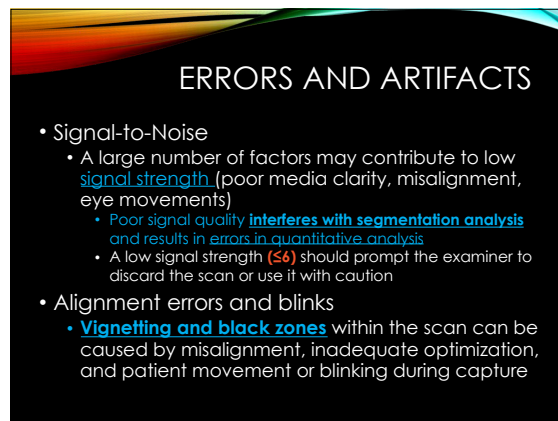 ERRORS AND ARTIFACTS
• Signal-to-Noise
• A large number of factors may contribute to low
signal strength (poor media clarity, misalignment,
eye movements)
• Poor signal quality interferes with segmentation analysis
and results in errors in quantitative analysis
• A low signal strength (≤6) should prompt the examiner to
discard the scan or use it with caution
• Alignment errors and blinks
• Vignetting and black zones within the scan can be
caused by misalignment, inadequate optimization,
and patient movement or blinking during capture